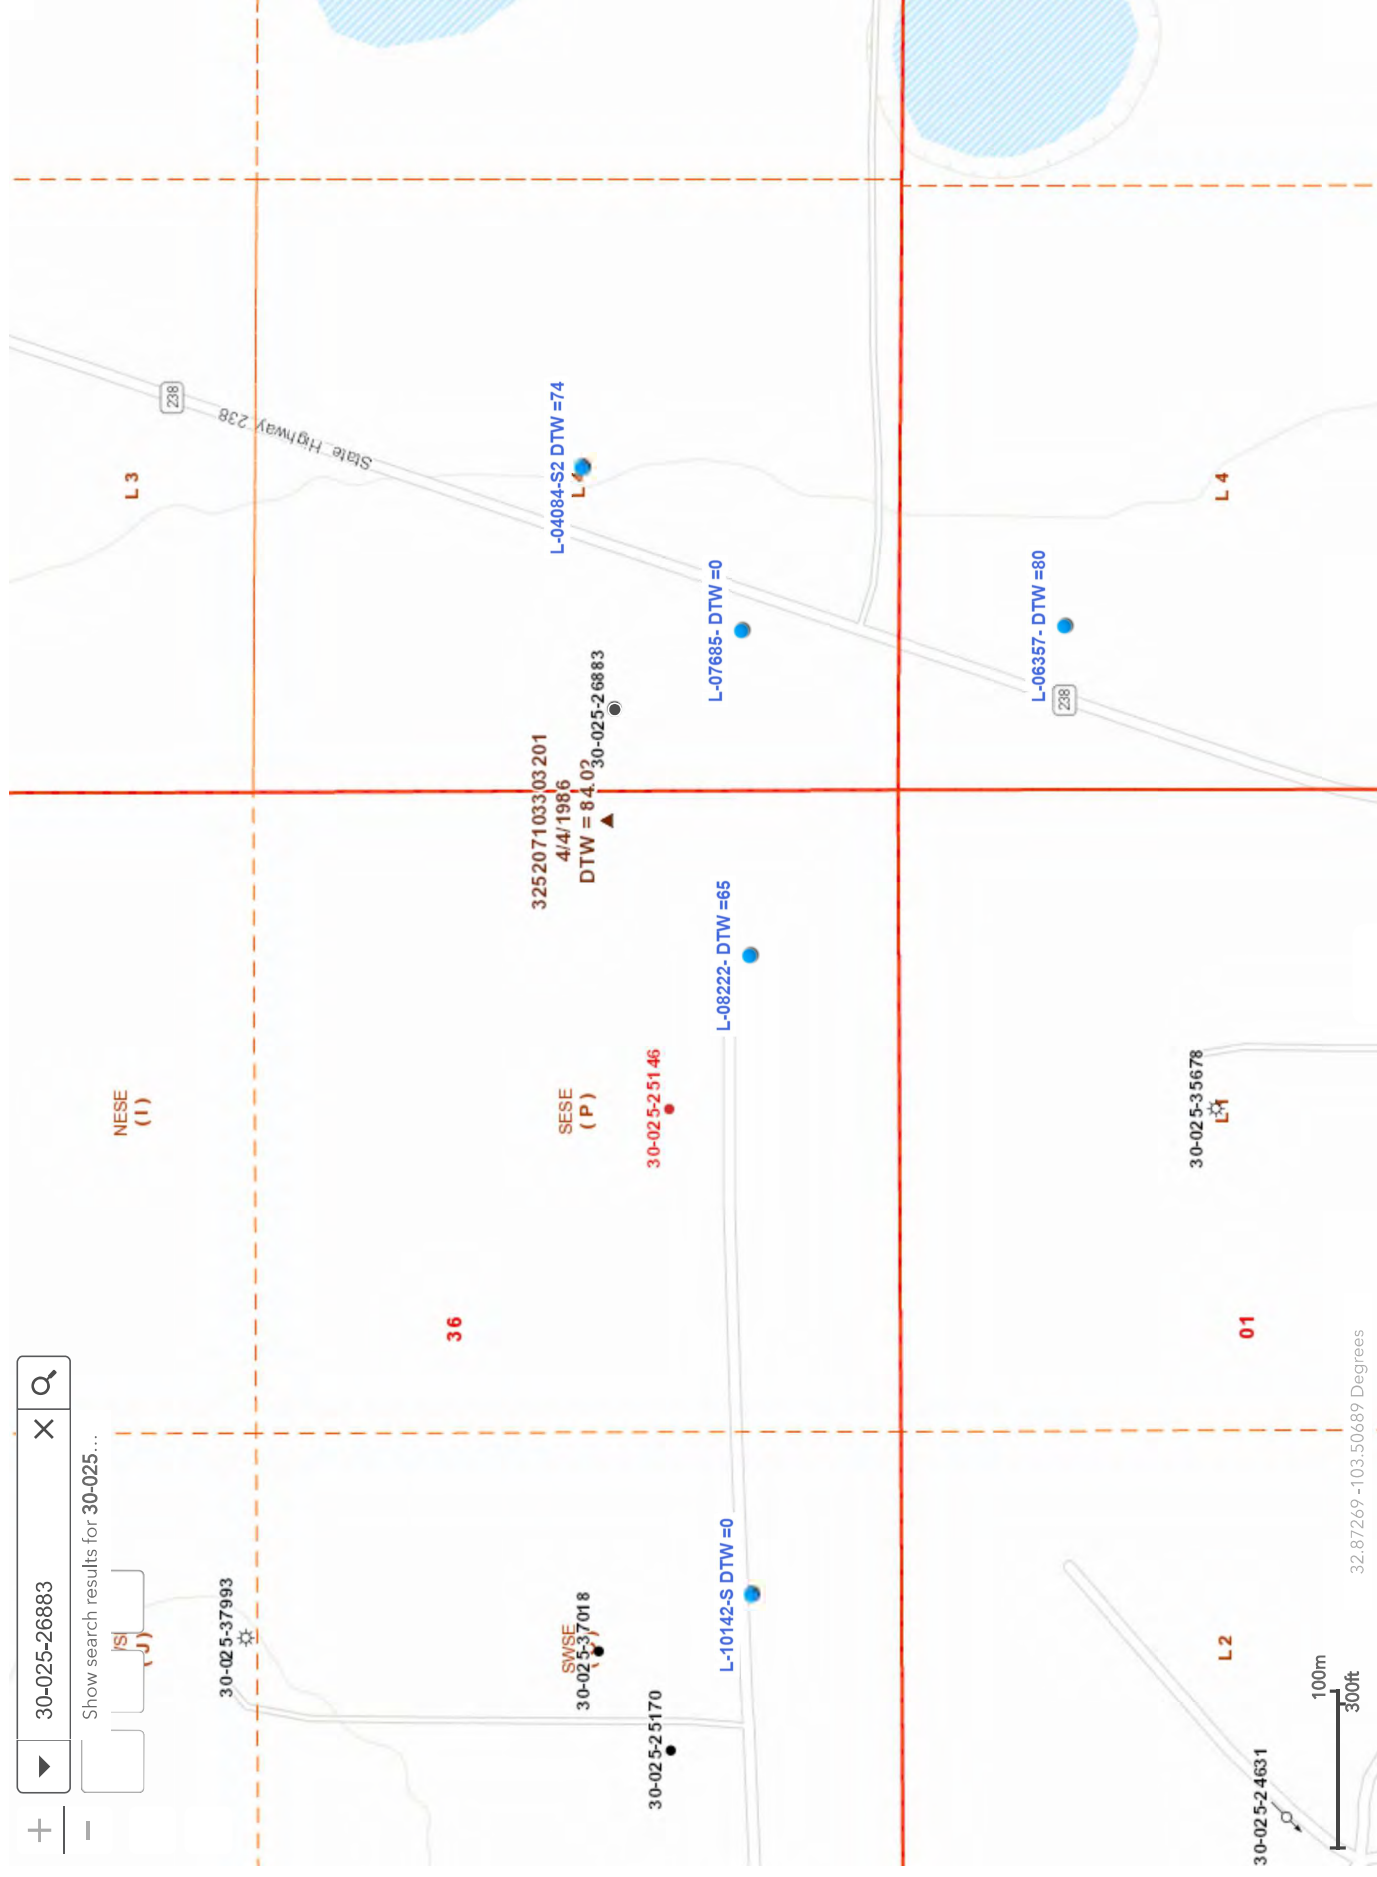 30-025-26883
Show search results for 30-025...
NESE
( I )
L 3
238
State Highway 238
30-025-37993
36
L-04084-S2 DTW =74
325207103303201
4/4/1986
DTW = 84.0?
30-025-26883
SESE
( P )
SWSE
30-025-37018
30-025-25146
30-025-25170
L-07685- DTW =0
L-08222- DTW =65
L-10142-S DTW =0
L-06357- DTW =80
238
30-025-35678
L 4
L 2
01
30-025-24631
100m
300ft
32.87269 -103.50689 Degrees